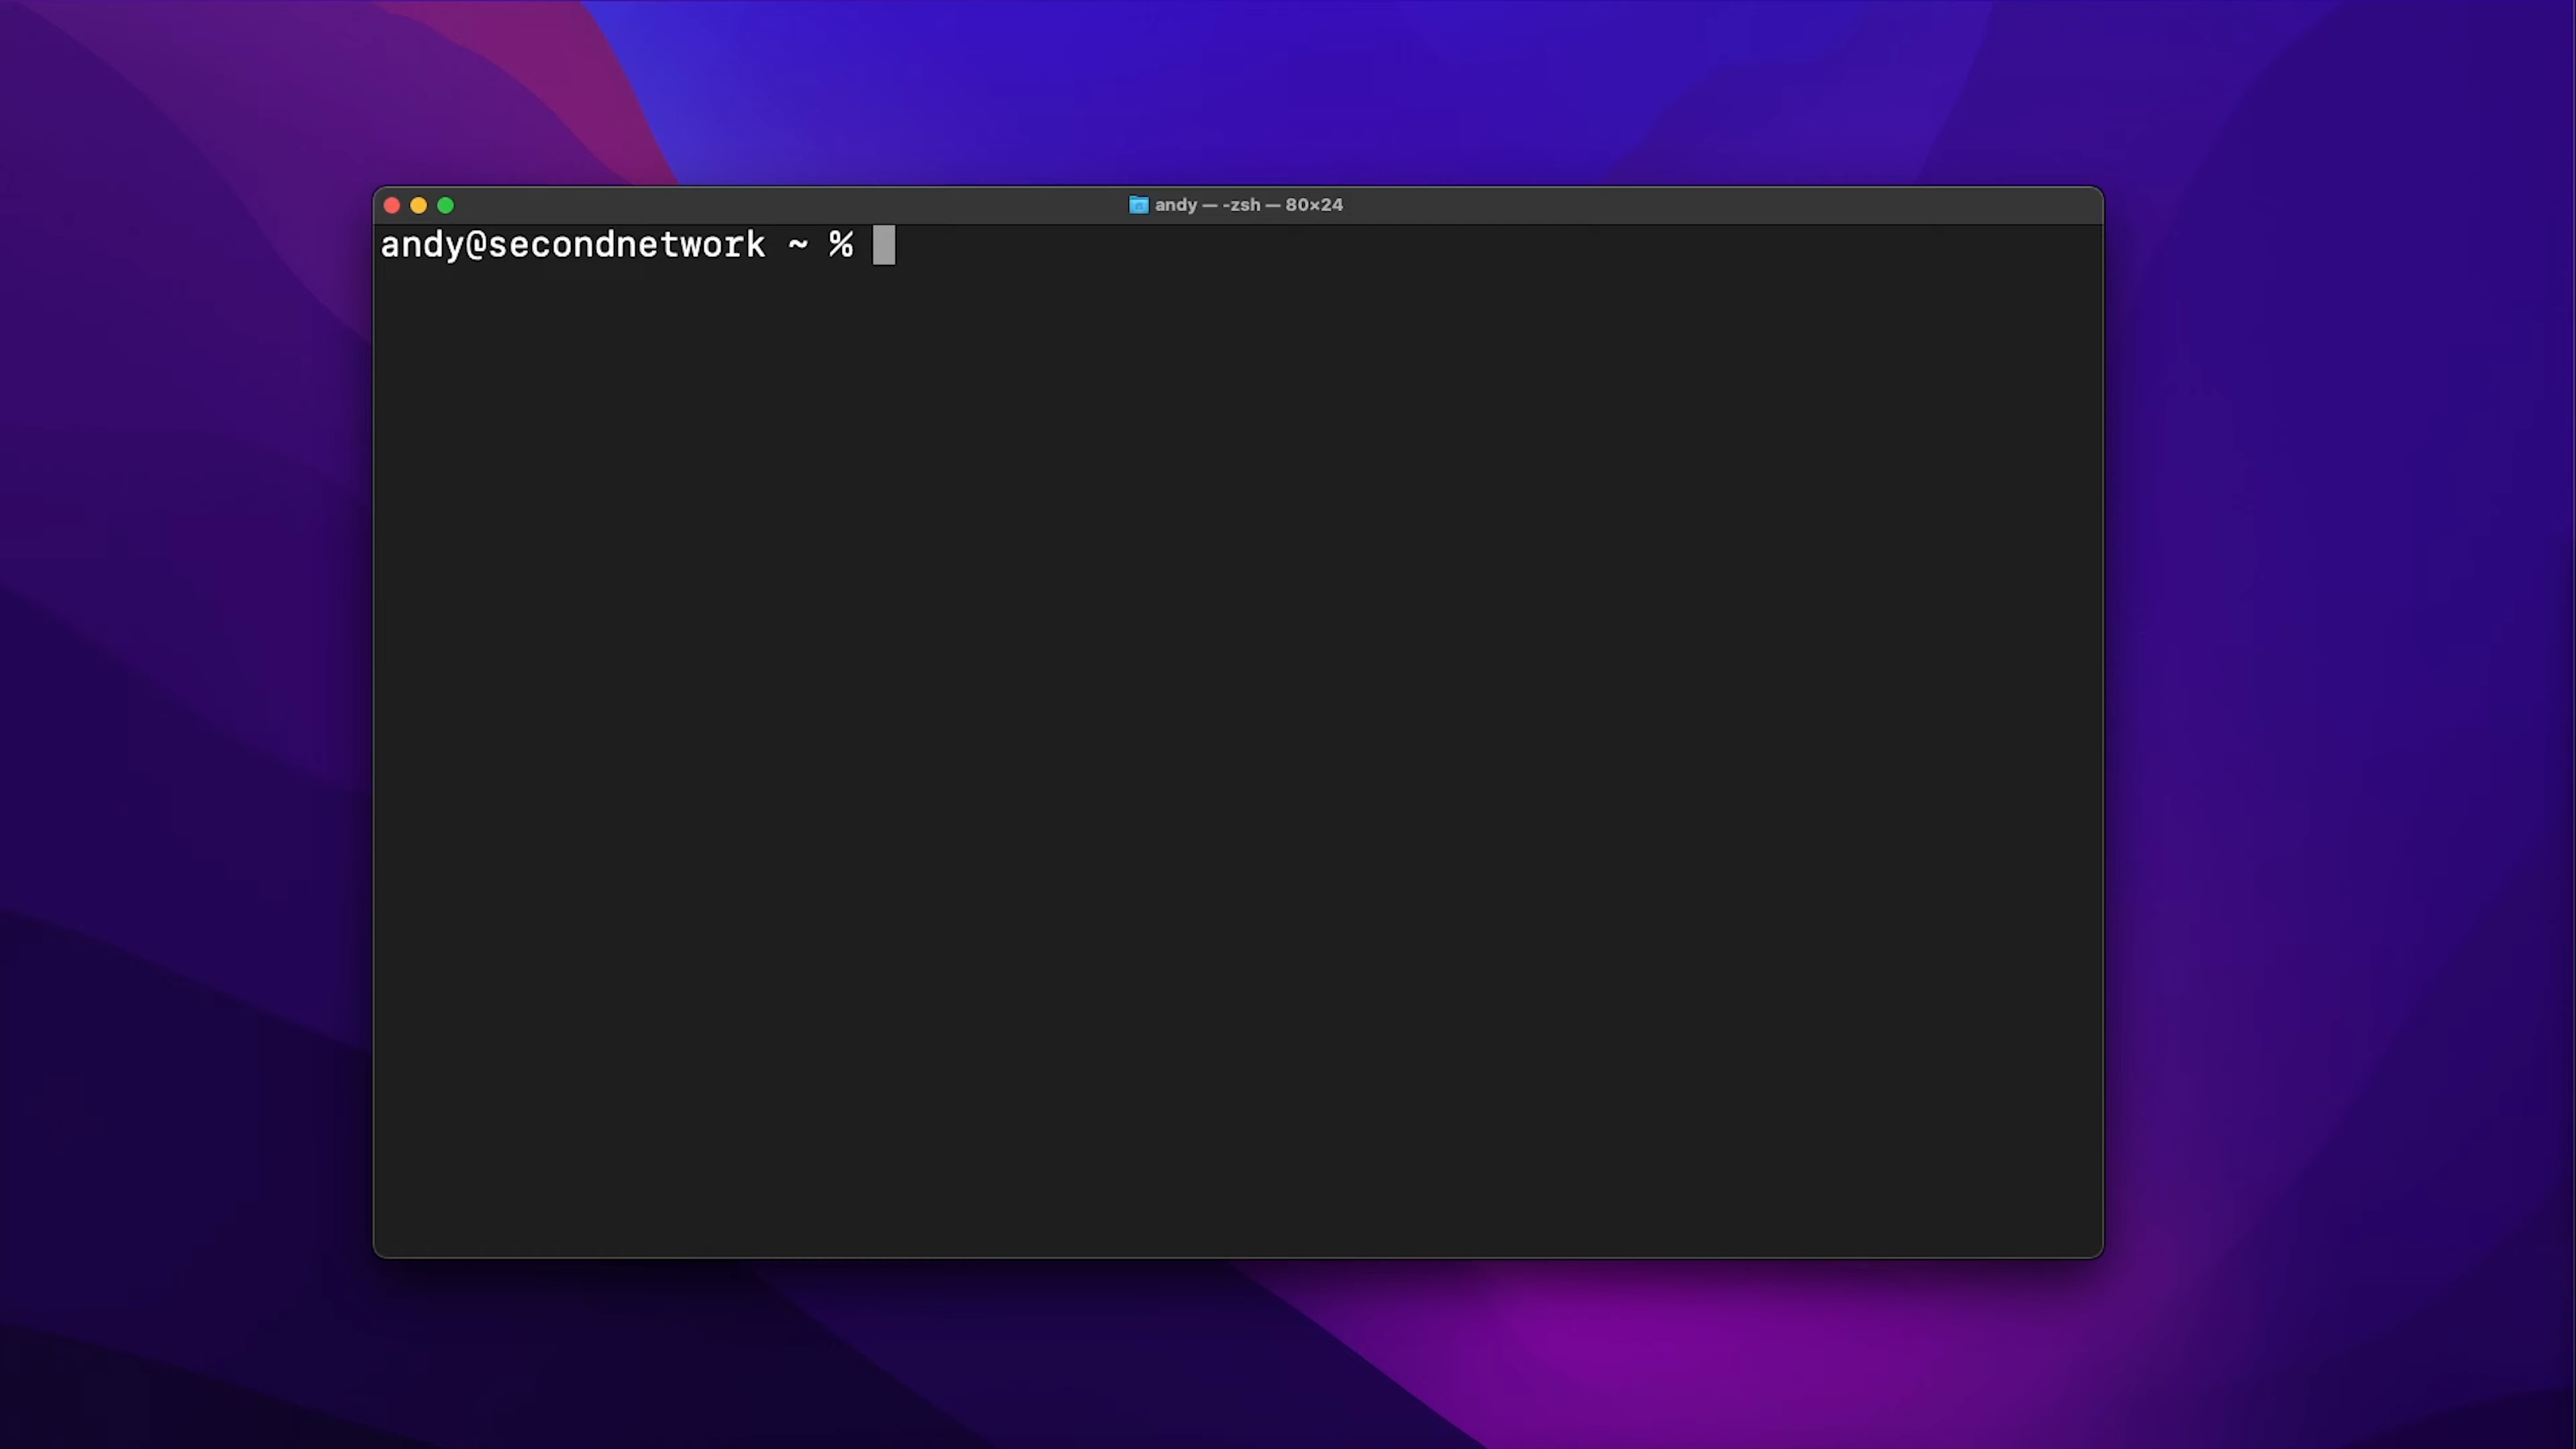 andy — -zsh — 80×24
andy@secondnetwork ~ %